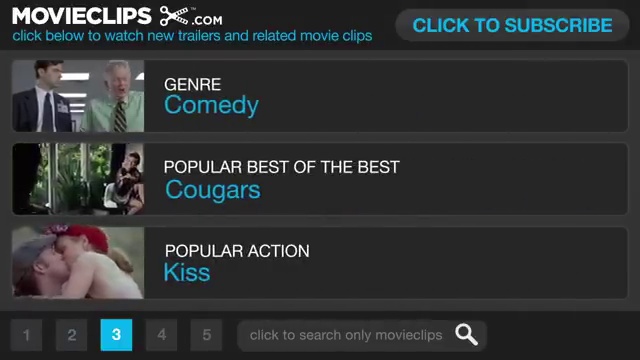 MOVIECLIPS .COM
click below to watch new trailers and related movie clips
CLICK TO SUBSCRIBE
GENRE
Comedy
POPULAR BEST OF THE BEST
Cougars
POPULAR ACTION
Kiss
1 2 3 4 5
click to search only movieclips